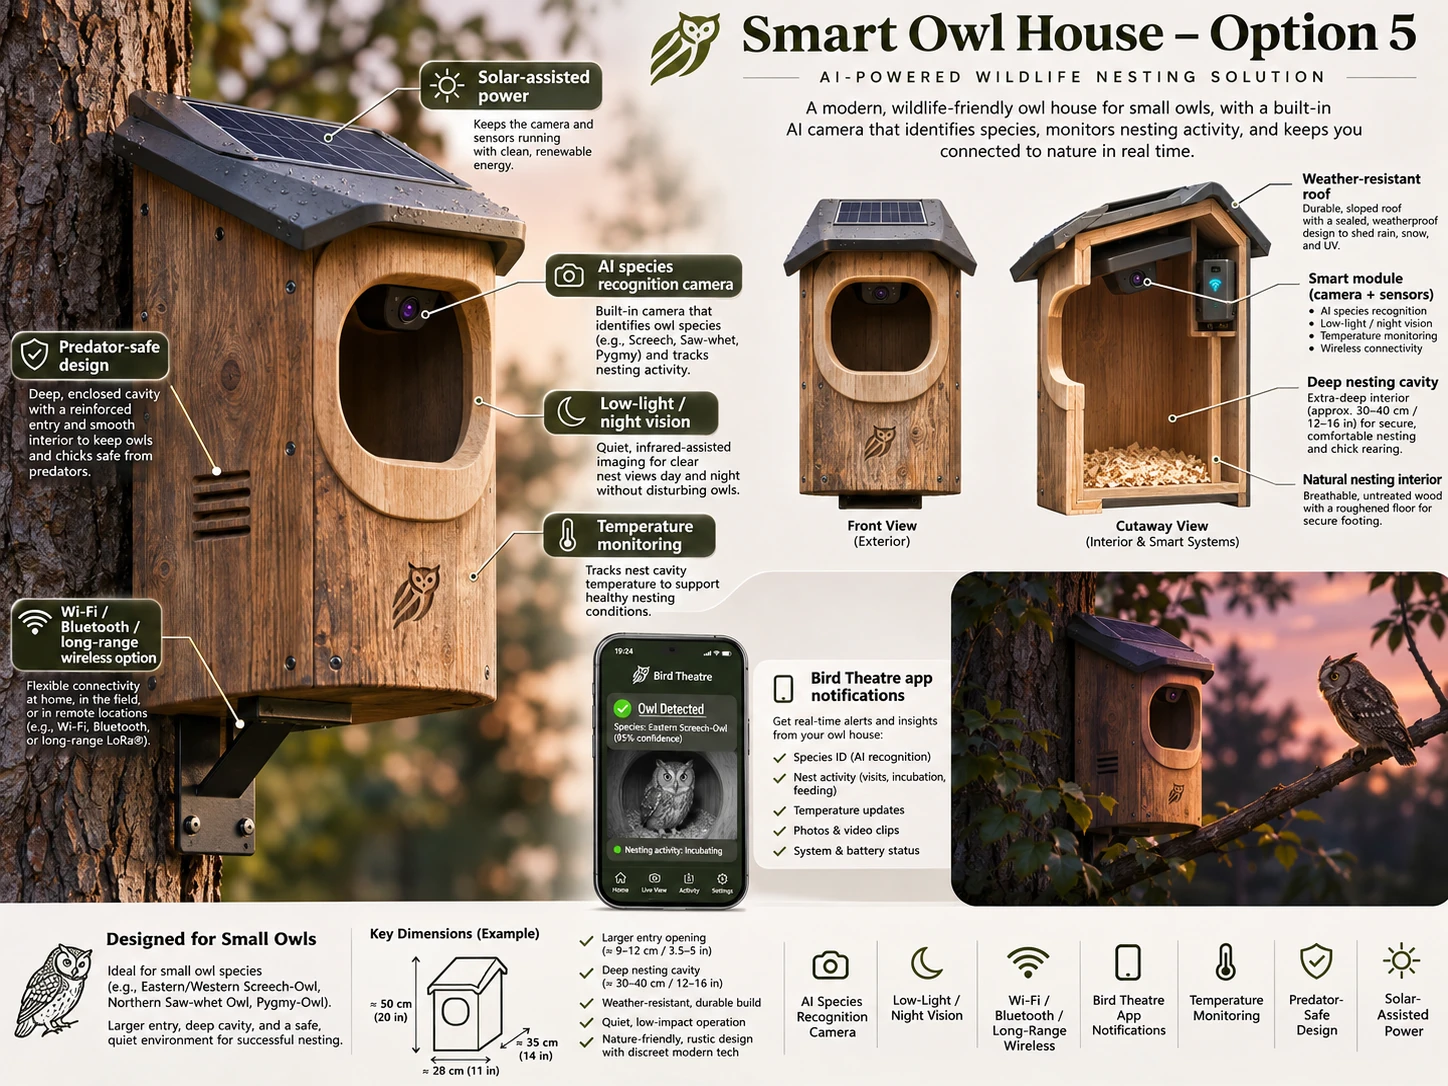 Smart Owl House – Option 5
AI-POWERED WILDLIFE NESTING SOLUTION
A modern, wildlife-friendly owl house for small owls, with a built-in
AI camera that identifies species, monitors nesting activity, and keeps you
connected to nature in real time.
Solar-assisted
power
Keeps the camera and
sensors running
with clean, renewable
energy.
AI species
recognition camera
Built-in camera that
identifies owl species
(e.g., Screech, Saw-whet,
Pygmy) and tracks
nesting activity.
Predator-safe
design
Deep, enclosed cavity
with a reinforced
entry and smooth
interior to keep owls
and chicks safe from
predators.
Low-light /
night vision
Quiet, infrared-assisted
imaging for clear
nest views day and night
without disturbing owls.
Temperature
monitoring
Tracks nest cavity
temperature to support
healthy nesting
conditions.
Wi-Fi /
Bluetooth /
long-range
wireless option
Flexible connectivity
at home, in the field,
or in remote locations
(e.g., Wi-Fi, Bluetooth,
or long-range LoRa®).
Front View
(Exterior)
Cutaway View
(Interior & Smart Systems)
Weather-resistant
roof
Durable, sloped roof
with a sealed, weatherproof
design to shed rain, snow,
and UV.
Smart module
(camera + sensors)
• AI species recognition
• Low-light / night vision
• Temperature monitoring
• Wireless connectivity
Deep nesting cavity
Extra-deep interior
(approx. 30–40 cm /
12–16 in) for secure,
comfortable nesting
and chick rearing.
Natural nesting interior
Breathable, untreated wood
with a roughened floor for
secure footing.
19:24
Bird Theatre
Owl Detected
Species: Eastern Screech-Owl
(95% confidence)
Nesting activity: Incubating
Home
Live View
Activity
Settings
Bird Theatre app
notifications
Get real-time alerts and insights
from your owl house:
Species ID (AI recognition)
Nest activity (visits, incubation,
feeding)
Temperature updates
Photos & video clips
System & battery status
Designed for Small Owls
Ideal for small owl species
(e.g., Eastern/Western Screech-Owl,
Northern Saw-whet Owl, Pygmy-Owl).
Larger entry, deep cavity, and a safe,
quiet environment for successful nesting.
Key Dimensions (Example)
≈ 50 cm
(20 in)
≈ 35 cm
(14 in)
≈ 28 cm (11 in)
Larger entry opening
(≈ 9–12 cm / 3.5–5 in)
Deep nesting cavity
(≈ 30–40 cm / 12–16 in)
Weather-resistant, durable build
Quiet, low-impact operation
Nature-friendly, rustic design
with discreet modern tech
AI Species
Recognition
Camera
Low-Light /
Night Vision
Wi-Fi /
Bluetooth /
Long-Range
Wireless
Bird Theatre
App
Notifications
Temperature
Monitoring
Predator-
Safe
Design
Solar-
Assisted
Power